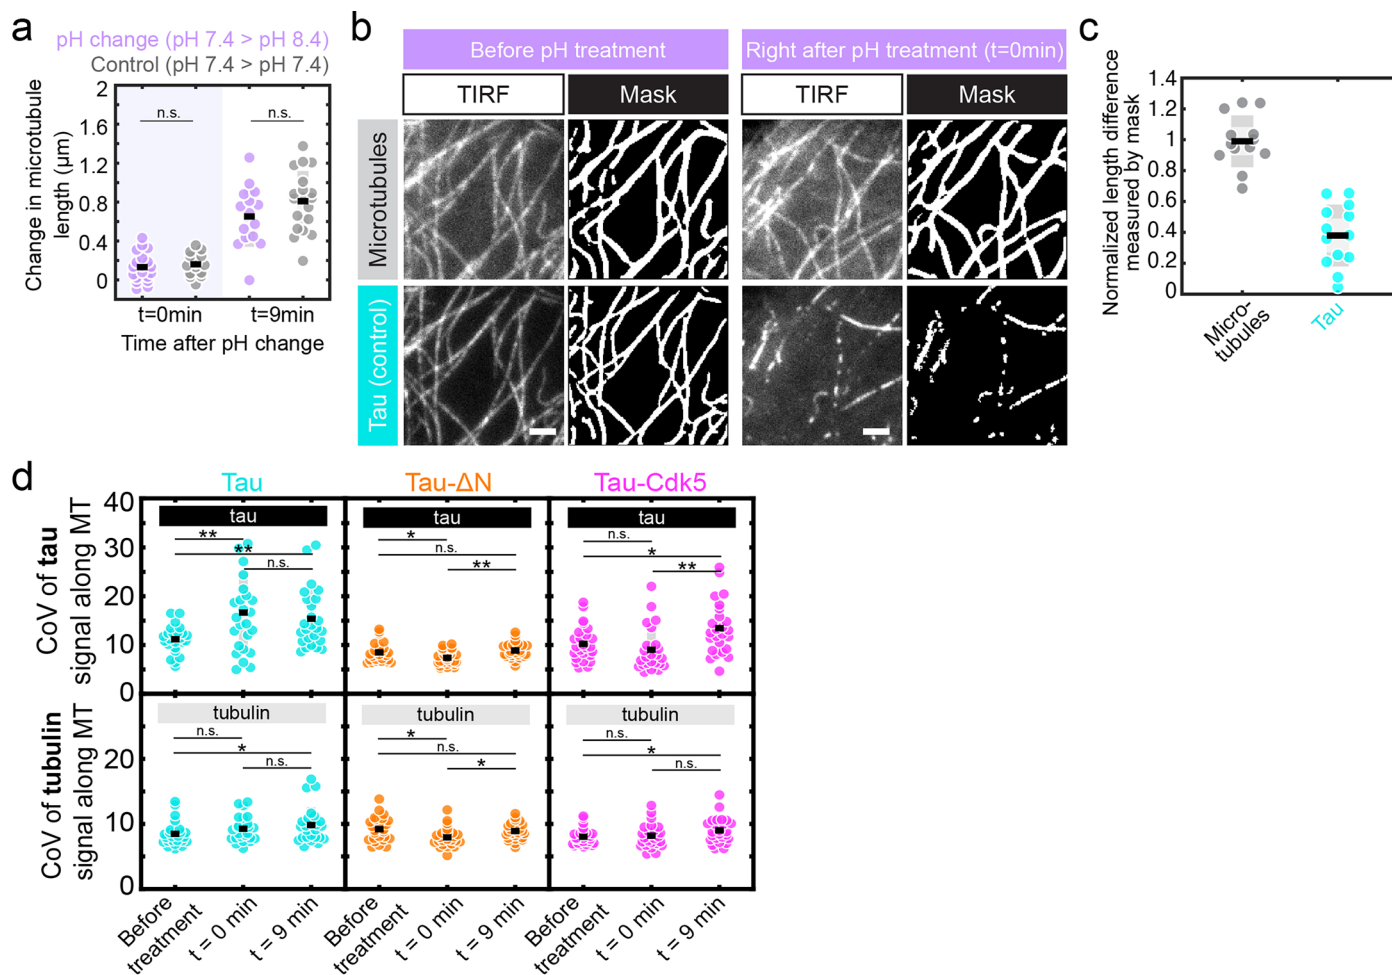 a
pH change (pH 7.4 > pH 8.4)
Control (pH 7.4 > pH 7.4)
Change in microtubule
length (μm)
2
1.6
1.2
0.8
0.4
0
n.s.
n.s.
t=0min
t=9min
Time after pH change
b
Before pH treatment
Right after pH treatment (t=0min)
TIRF
Mask
TIRF
Mask
Microtubules
Tau (control)
c
Normalized length difference
measured by mask
1.4
1.2
1
0.8
0.6
0.4
0.2
0
Micro-
tubules
Tau
d
Tau
Tau-ΔN
Tau-Cdk5
CoV of tau
signal along MT
40
30
20
10
0
tau
**
**
n.s.
tau
*
n.s.
**
tau
n.s.
*
**
CoV of tubulin
signal along MT
20
10
0
tubulin
n.s.
*
n.s.
tubulin
*
n.s.
*
tubulin
n.s.
*
n.s.
Before
treatment
t = 0 min
t = 9 min
Before
treatment
t = 0 min
t = 9 min
Before
treatment
t = 0 min
t = 9 min